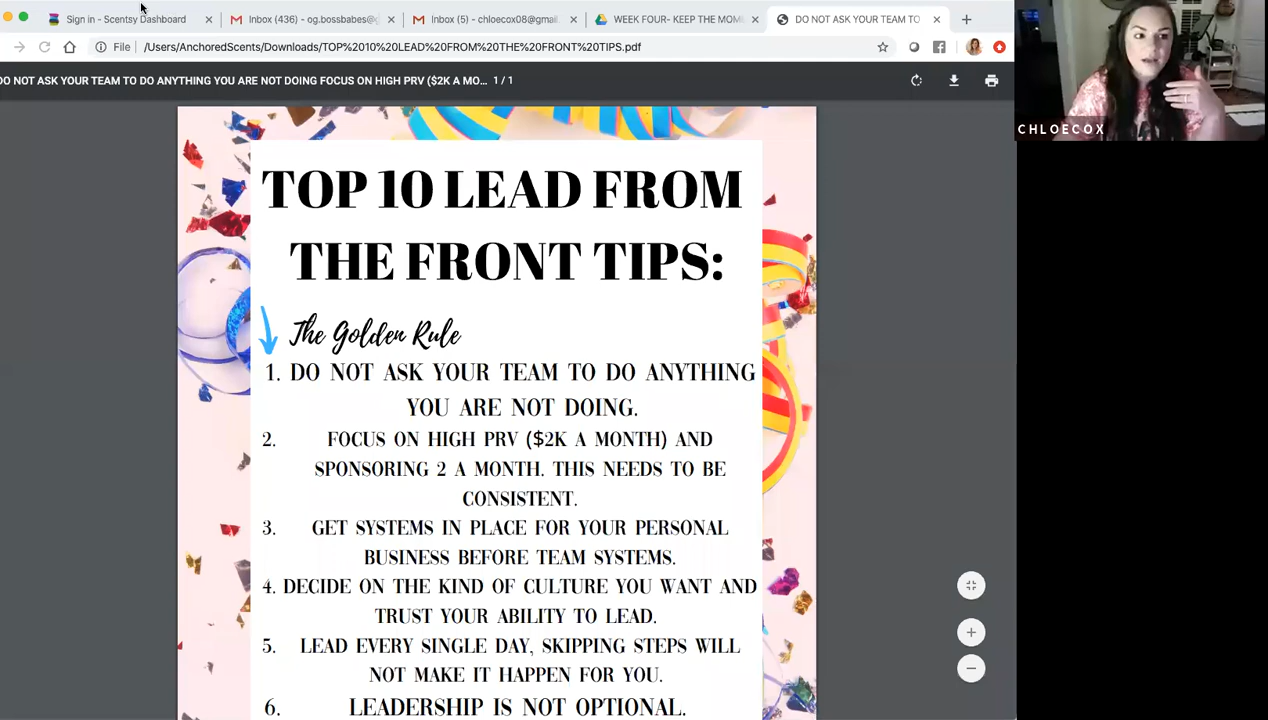 Sign in - Scentsy Dashboard
Inbox (436) - og.bossbabes@g
Inbox (5) - chloecox08@gmail.
WEEK FOUR- KEEP THE MOM
DO NOT ASK YOUR TEAM TO
File
/Users/AnchoredScents/Downloads/TOP%2010%20LEAD%20FROM%20THE%20FRONT%20TIPS.pdf
DO NOT ASK YOUR TEAM TO DO ANYTHING YOU ARE NOT DOING FOCUS ON HIGH PRV ($2K A MO... 1 / 1
CHLOECOX
TOP 10 LEAD FROM
THE FRONT TIPS:
The Golden Rule
1. DO NOT ASK YOUR TEAM TO DO ANYTHING
YOU ARE NOT DOING.
2. FOCUS ON HIGH PRV ($2K A MONTH) AND
SPONSORING 2 A MONTH. THIS NEEDS TO BE
CONSISTENT.
3. GET SYSTEMS IN PLACE FOR YOUR PERSONAL
BUSINESS BEFORE TEAM SYSTEMS.
4. DECIDE ON THE KIND OF CULTURE YOU WANT AND
TRUST YOUR ABILITY TO LEAD.
5. LEAD EVERY SINGLE DAY, SKIPPING STEPS WILL
NOT MAKE IT HAPPEN FOR YOU.
6. LEADERSHIP IS NOT OPTIONAL.